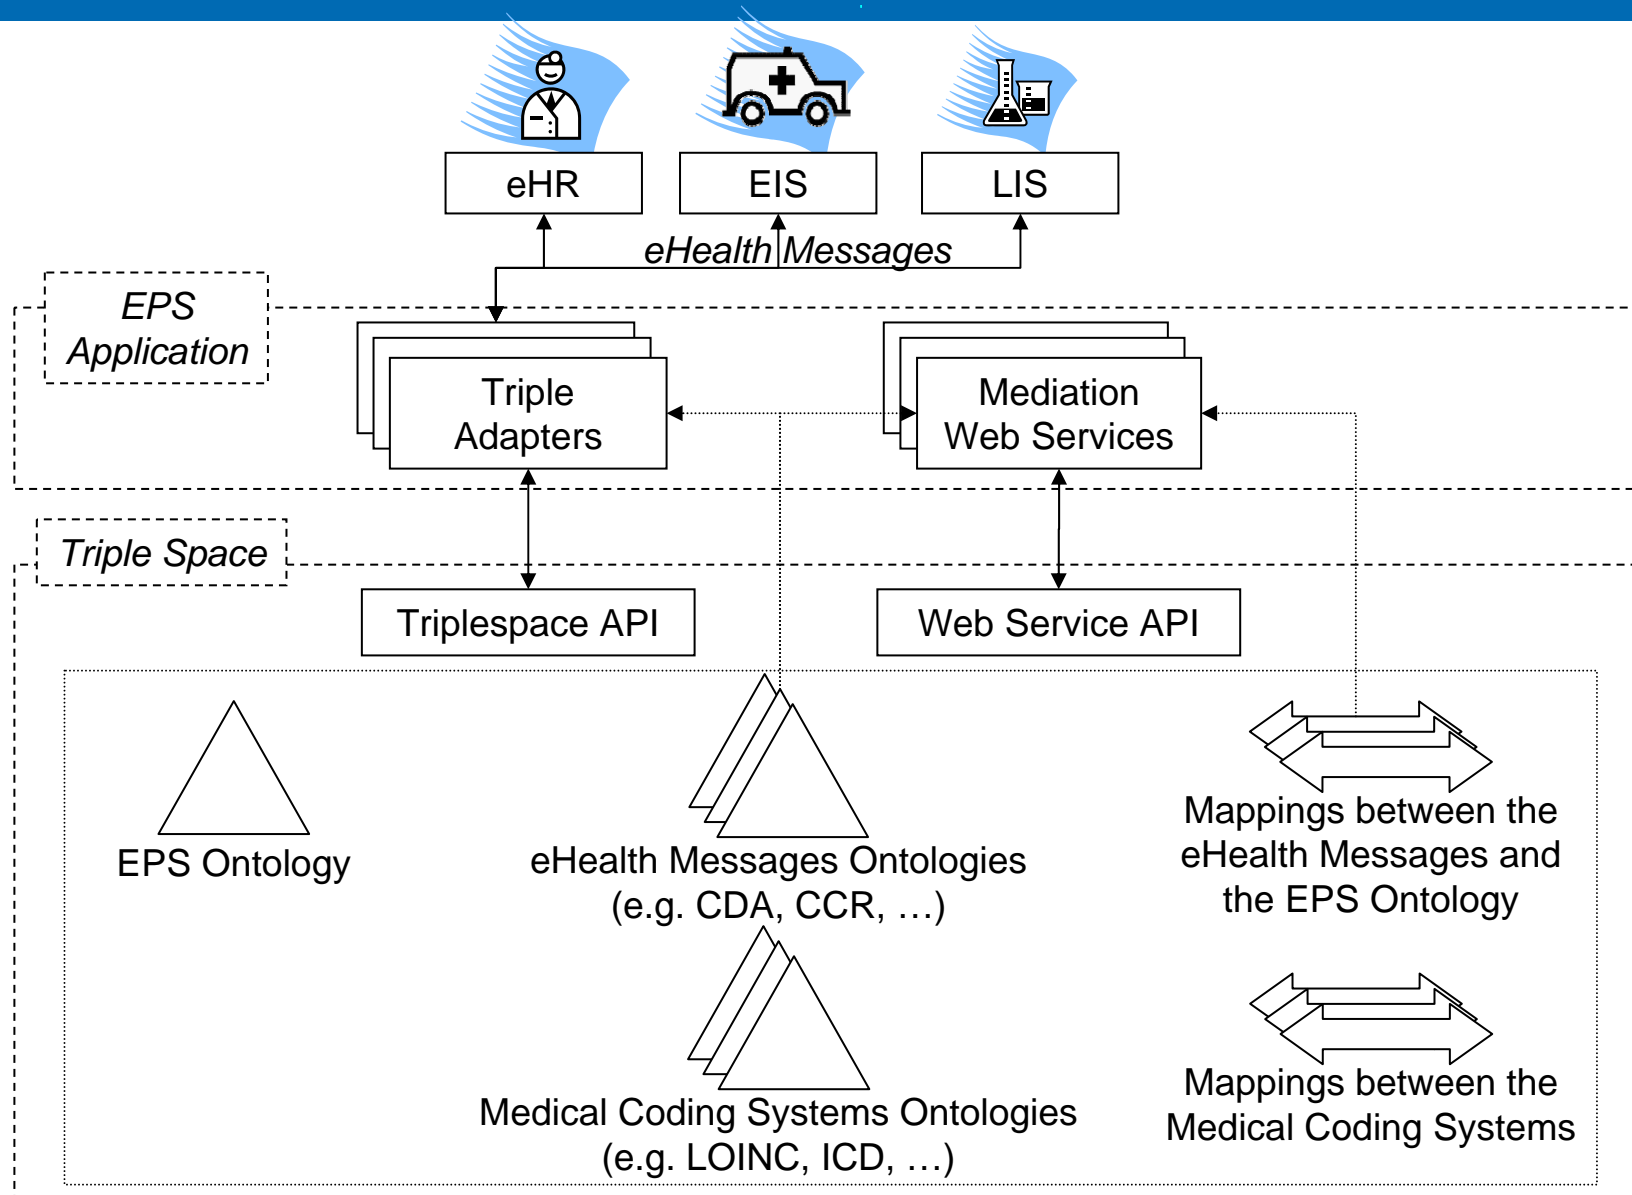 eHR
EIS
LIS
eHealth Messages
EPS
Application
Triple
Adapters
Mediation
Web Services
Triple Space
Triplespace API
Web Service API
EPS Ontology
eHealth Messages Ontologies
(e.g. CDA, CCR, …)
Mappings between the
eHealth Messages and
the EPS Ontology
Medical Coding Systems Ontologies
(e.g. LOINC, ICD, …)
Mappings between the
Medical Coding Systems